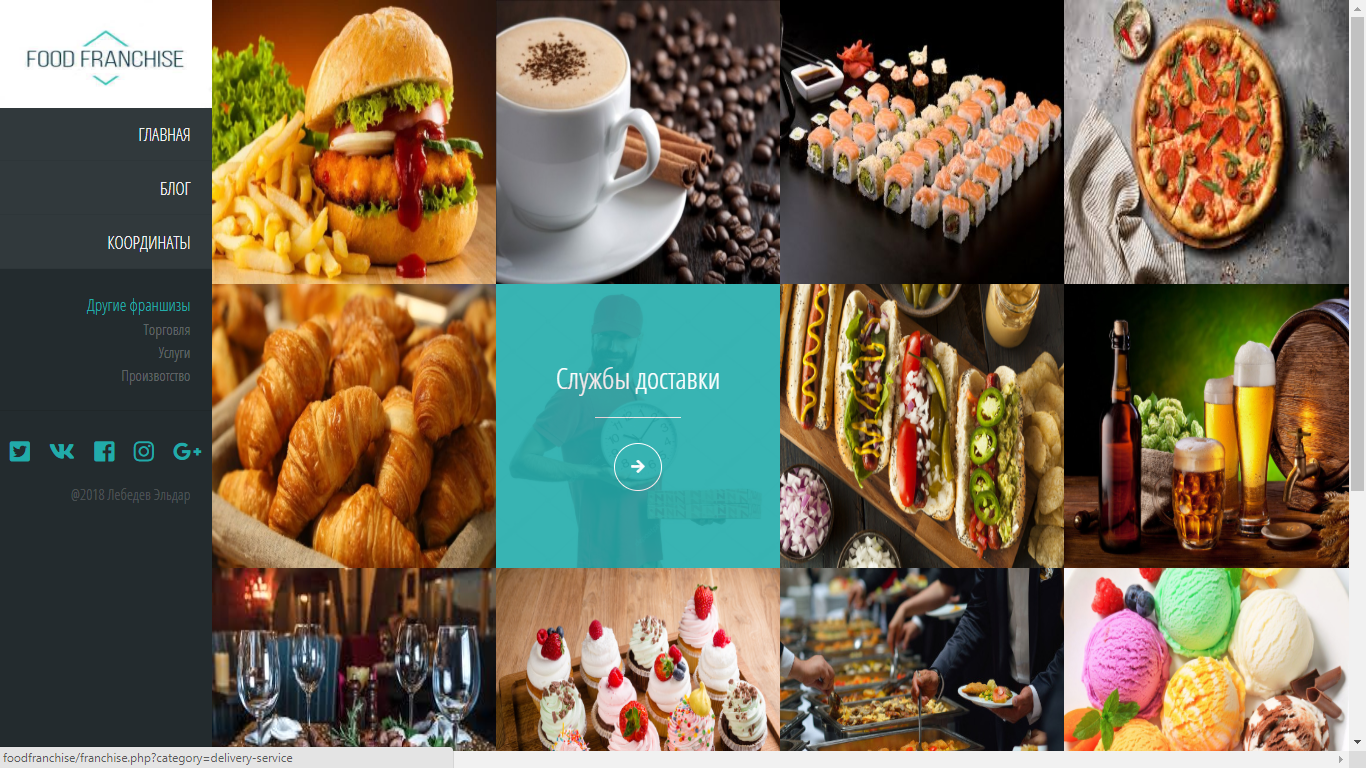 FOOD FRANCHISE
ГЛАВНАЯ
БЛОГ
КООРДИНАТЫ
Другие франшизы
Торговля
Услуги
Произвотство
@2018 Лебедев Эльдар
Службы доставки
foodfranchise/franchise.php?category=delivery-service